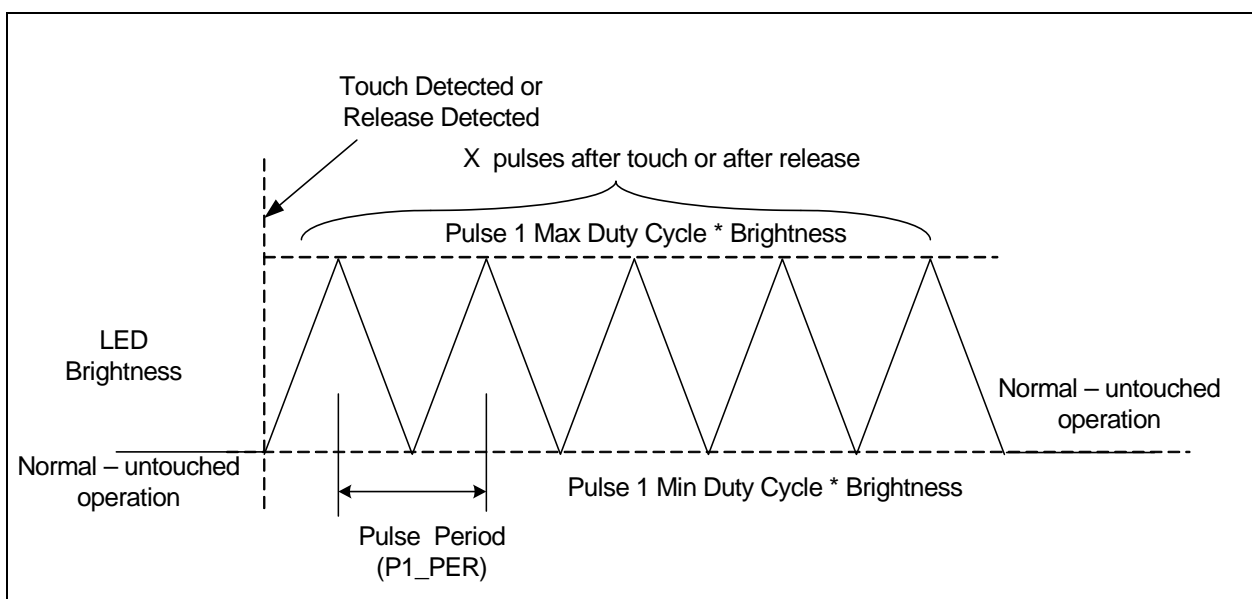 Touch Detected or
Release Detected
X pulses after touch or after release
Pulse 1 Max Duty Cycle * Brightness
LED
Brightness
Normal – untouched
operation
Normal – untouched
operation
Pulse 1 Min Duty Cycle * Brightness
Pulse Period
(P1_PER)